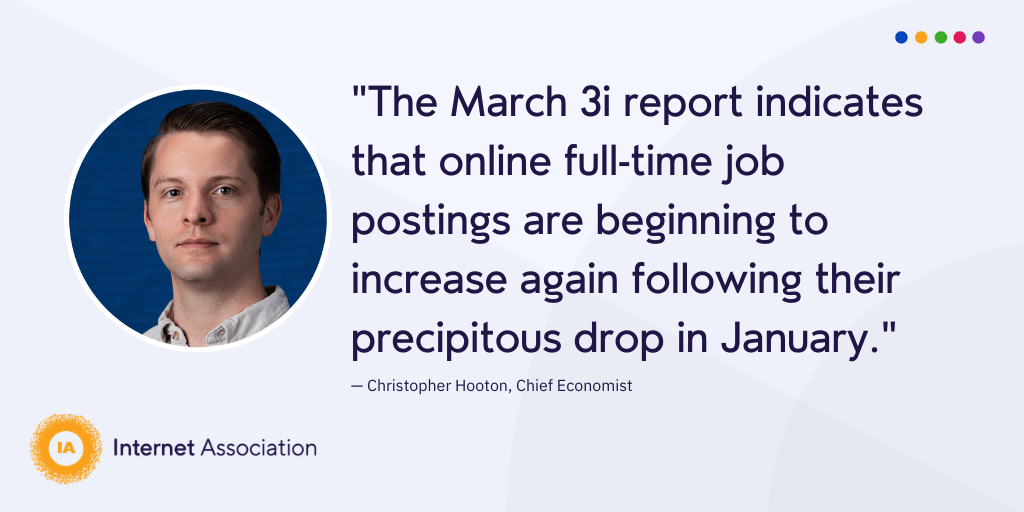 "The March 3i report indicates
that online full-time job
postings are beginning to
increase again following their
precipitous drop in January."
— Christopher Hooton, Chief Economist
IA Internet Association